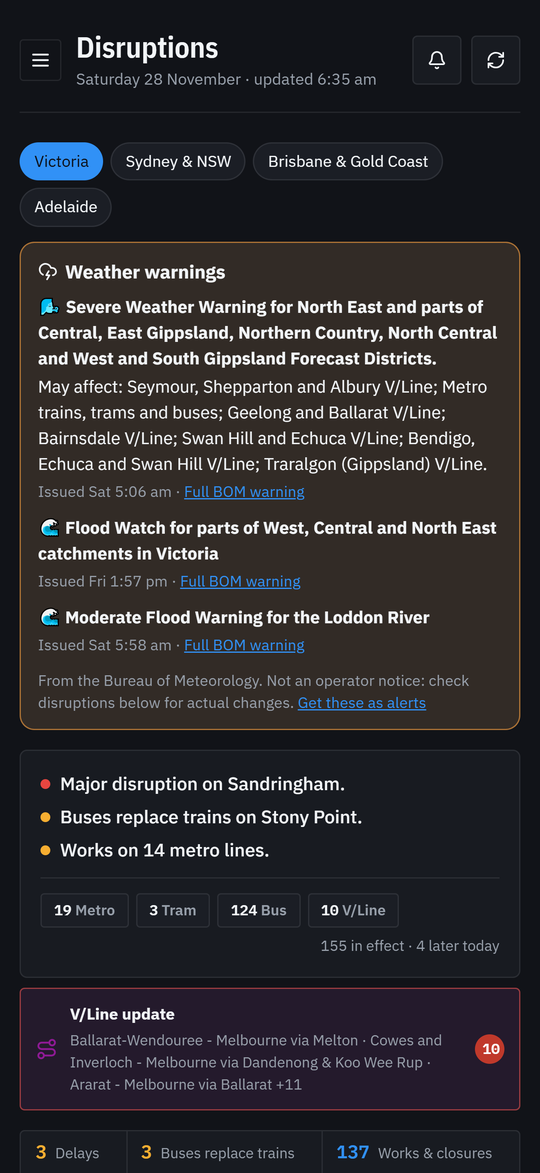 Disruptions
Saturday 28 November · updated 6:35 am
Victoria
Sydney & NSW
Brisbane & Gold Coast
Adelaide
Weather warnings
Severe Weather Warning for North East and parts of
Central, East Gippsland, Northern Country, North Central
and West and South Gippsland Forecast Districts.
May affect: Seymour, Shepparton and Albury V/Line; Metro
trains, trams and buses; Geelong and Ballarat V/Line;
Bairnsdale V/Line; Swan Hill and Echuca V/Line; Bendigo,
Echuca and Swan Hill V/Line; Traralgon (Gippsland) V/Line.
Issued Sat 5:06 am · Full BOM warning
Flood Watch for parts of West, Central and North East
catchments in Victoria
Issued Fri 1:57 pm · Full BOM warning
Moderate Flood Warning for the Loddon River
Issued Sat 5:58 am · Full BOM warning
From the Bureau of Meteorology. Not an operator notice: check
disruptions below for actual changes. Get these as alerts
Major disruption on Sandringham.
Buses replace trains on Stony Point.
Works on 14 metro lines.
19 Metro
3 Tram
124 Bus
10 V/Line
155 in effect · 4 later today
V/Line update
Ballarat-Wendouree - Melbourne via Melton · Cowes and
Inverloch - Melbourne via Dandenong & Koo Wee Rup ·
Ararat - Melbourne via Ballarat +11
10
3 Delays
3 Buses replace trains
137 Works & closures